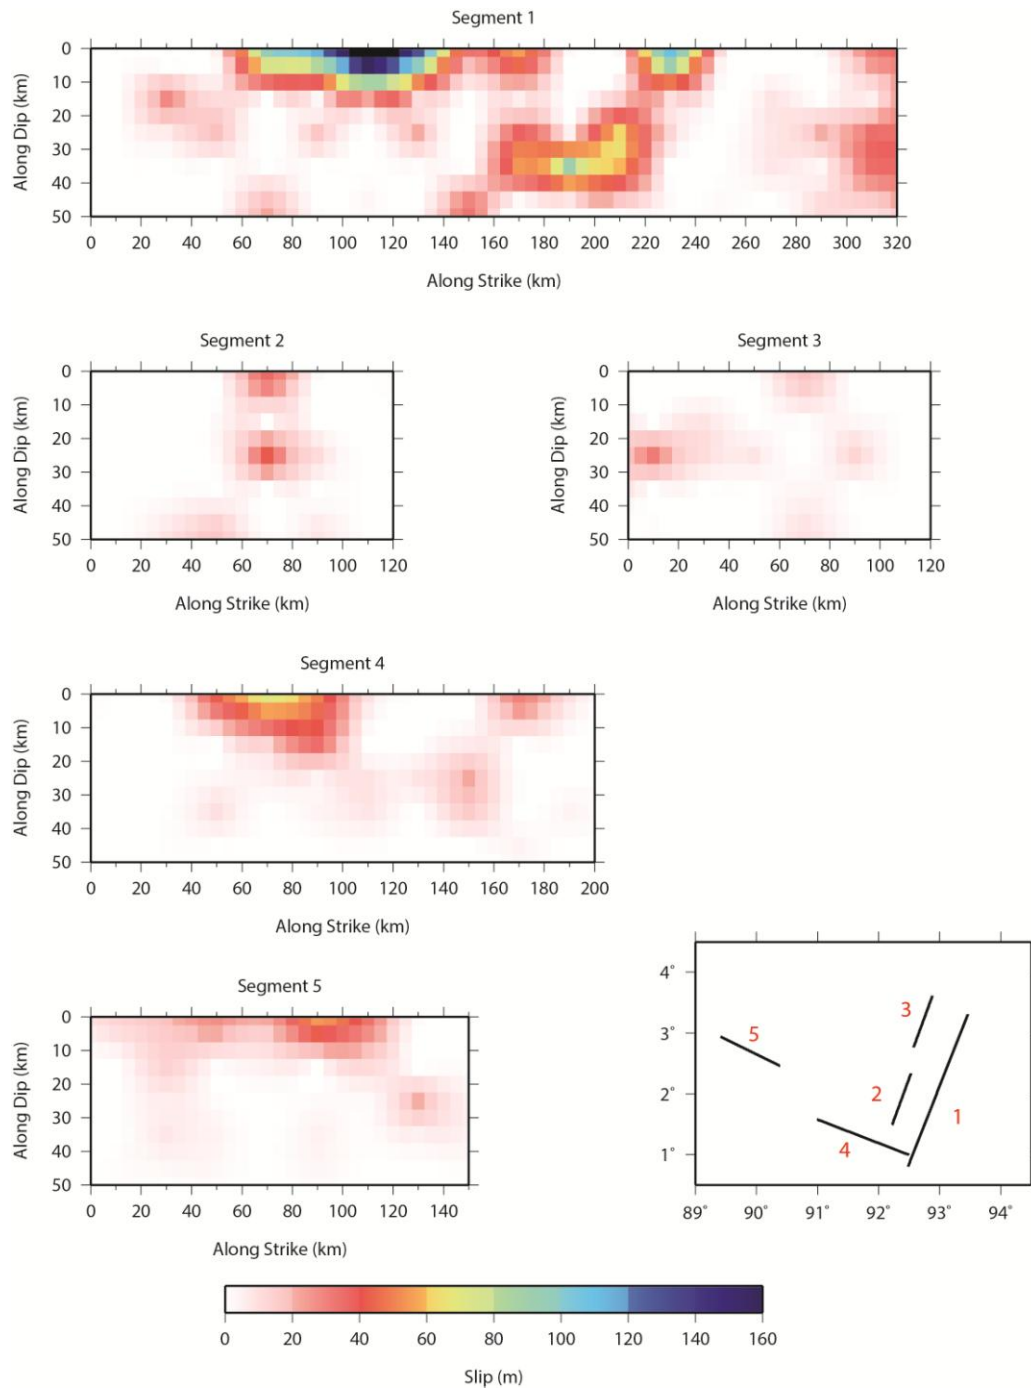 Segment 1
0
10
20
30
40
50
Along Dip (km)
0 20 40 60 80 100 120 140 160 180 200 220 240 260 280 300 320
Along Strike (km)
Segment 2
0
10
20
30
40
50
Along Dip (km)
0 20 40 60 80 100 120
Along Strike (km)
Segment 3
0
10
20
30
40
50
Along Dip (km)
0 20 40 60 80 100 120
Along Strike (km)
Segment 4
0
10
20
30
40
50
Along Dip (km)
0 20 40 60 80 100 120 140 160 180 200
Along Strike (km)
Segment 5
0
10
20
30
40
50
Along Dip (km)
0 20 40 60 80 100 120 140
Along Strike (km)
4°
3°
2°
1°
5
3
2
1
4
89° 90° 91° 92° 93° 94°
0 20 40 60 80 100 120 140 160
Slip (m)